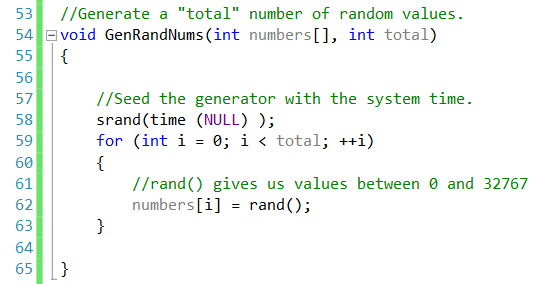 53 //Generate a "total" number of random values.
54 void GenRandNums(int numbers[], int total)
55 {
56
57 //Seed the generator with the system time.
58 srand(time (NULL) );
59 for (int i = 0; i < total; ++i)
60 {
61 //rand() gives us values between 0 and 32767
62 numbers[i] = rand();
63 }
64
65 }